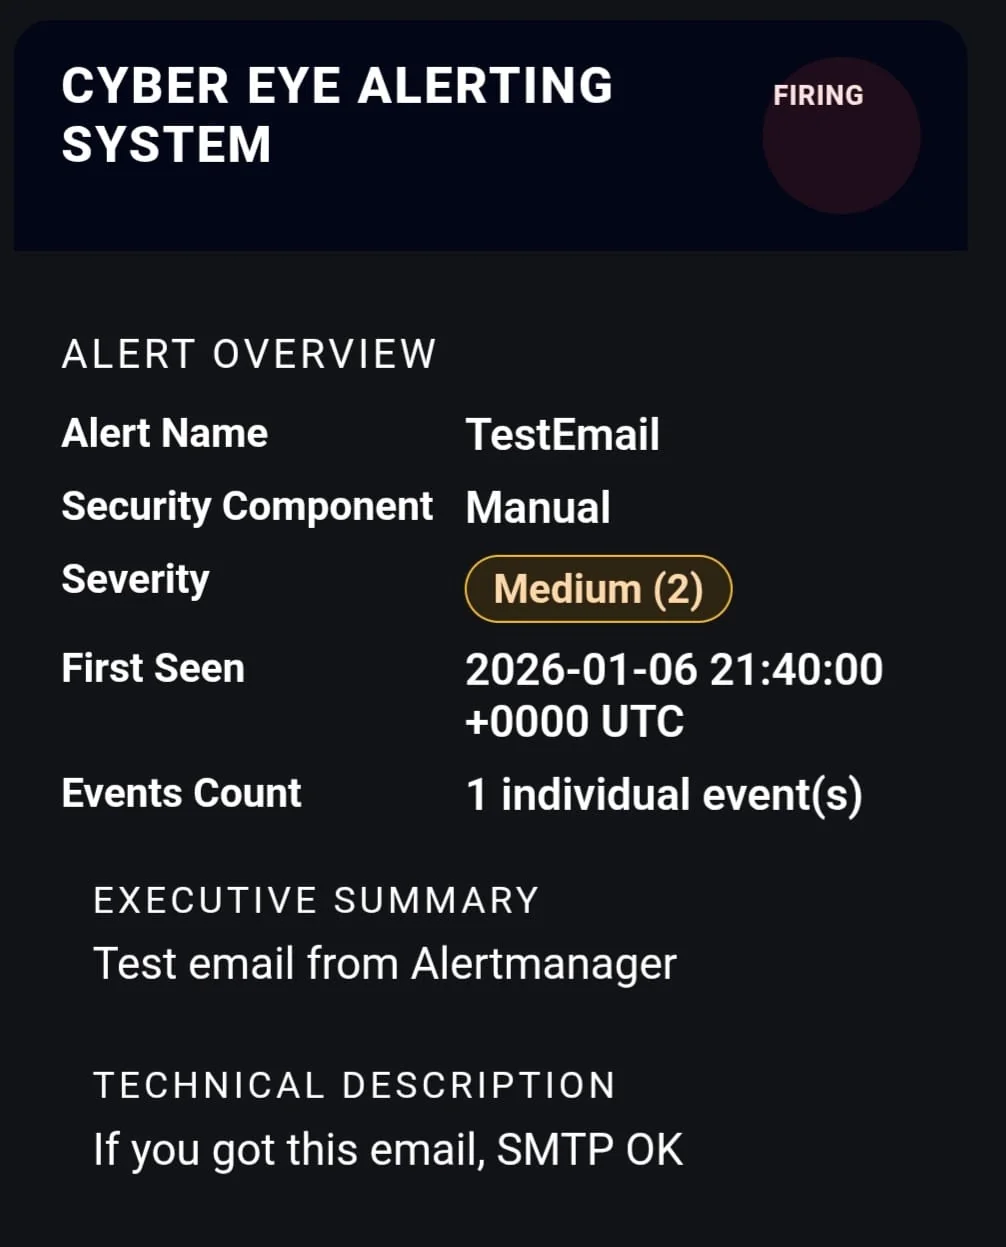 CYBER EYE ALERTING
SYSTEM
FIRING
ALERT OVERVIEW
Alert Name TestEmail
Security Component Manual
Severity Medium (2)
First Seen 2026-01-06 21:40:00
+0000 UTC
Events Count 1 individual event(s)
EXECUTIVE SUMMARY
Test email from Alertmanager
TECHNICAL DESCRIPTION
If you got this email, SMTP OK